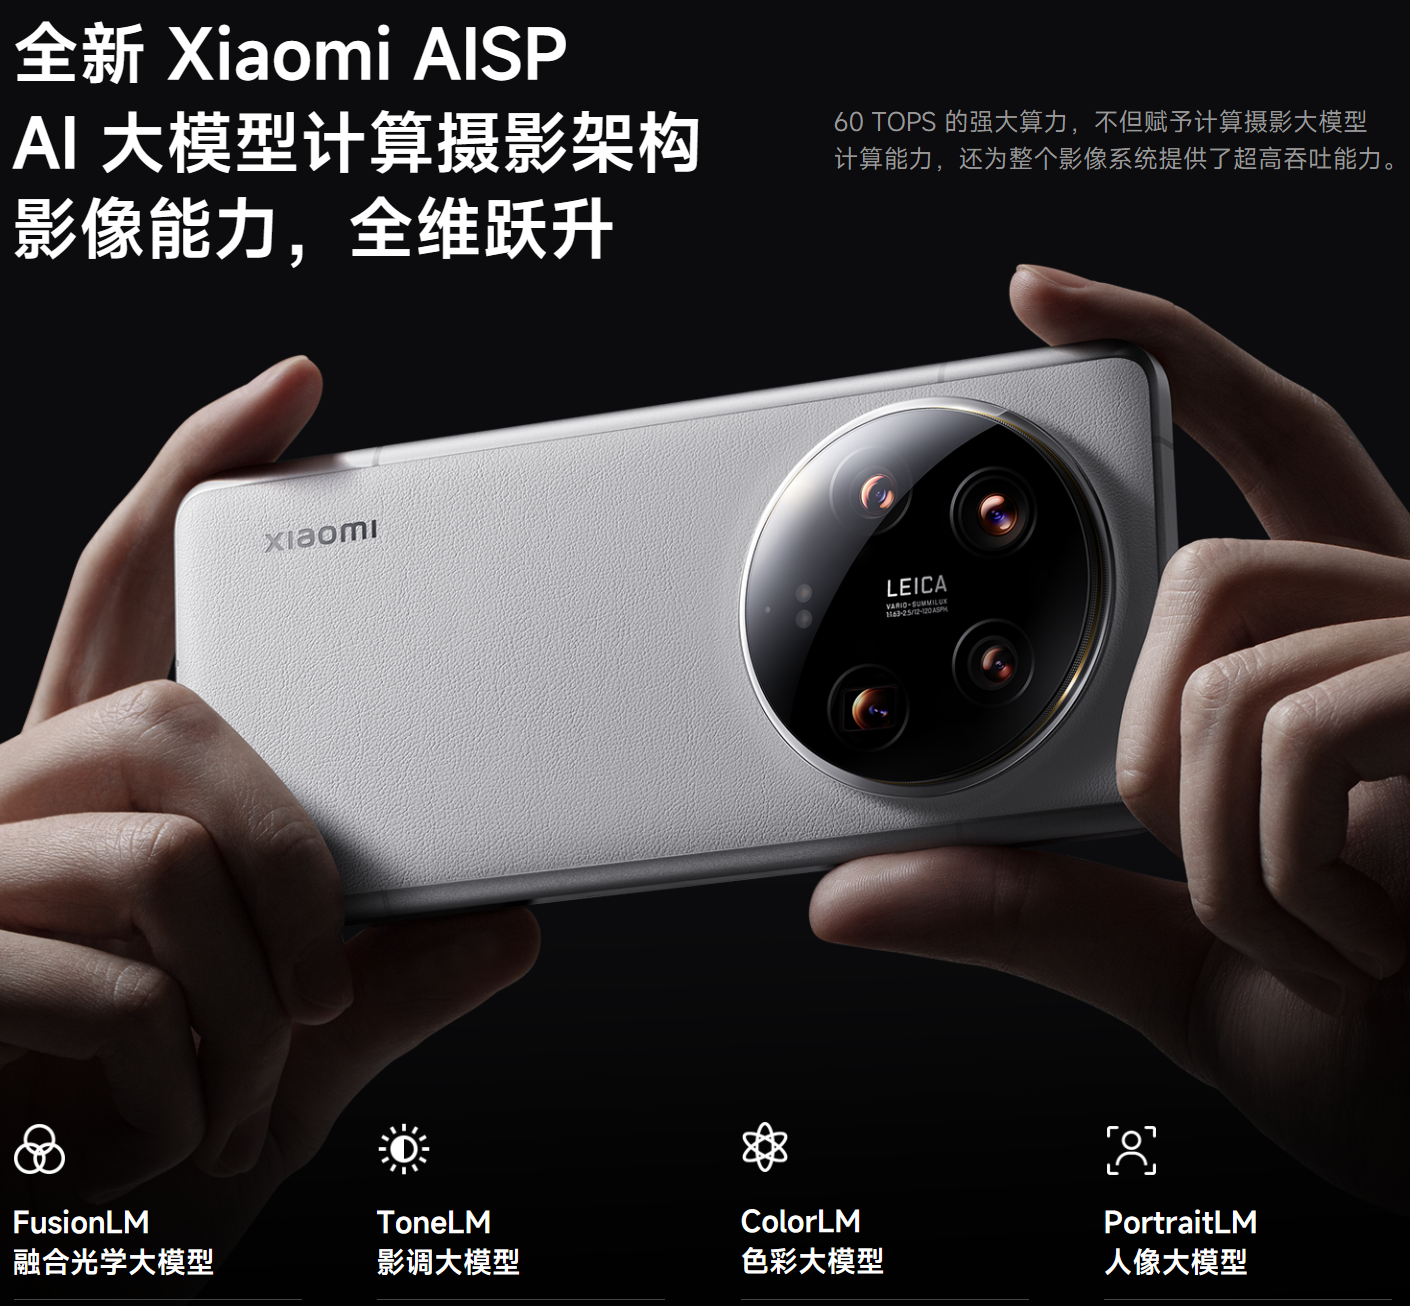 全新 Xiaomi AISP
AI 大模型计算摄影架构
影像能力，全维跃升
60 TOPS 的强大算力，不但赋予计算摄影大模型
计算能力，还为整个影像系统提供了超高吞吐能力。
xiaomi
LEICA
VARIO-SUMMILUX
1:1.63-2.5/12-120 ASPH.
FusionLM
融合光学大模型
ToneLM
影调大模型
ColorLM
色彩大模型
PortraitLM
人像大模型